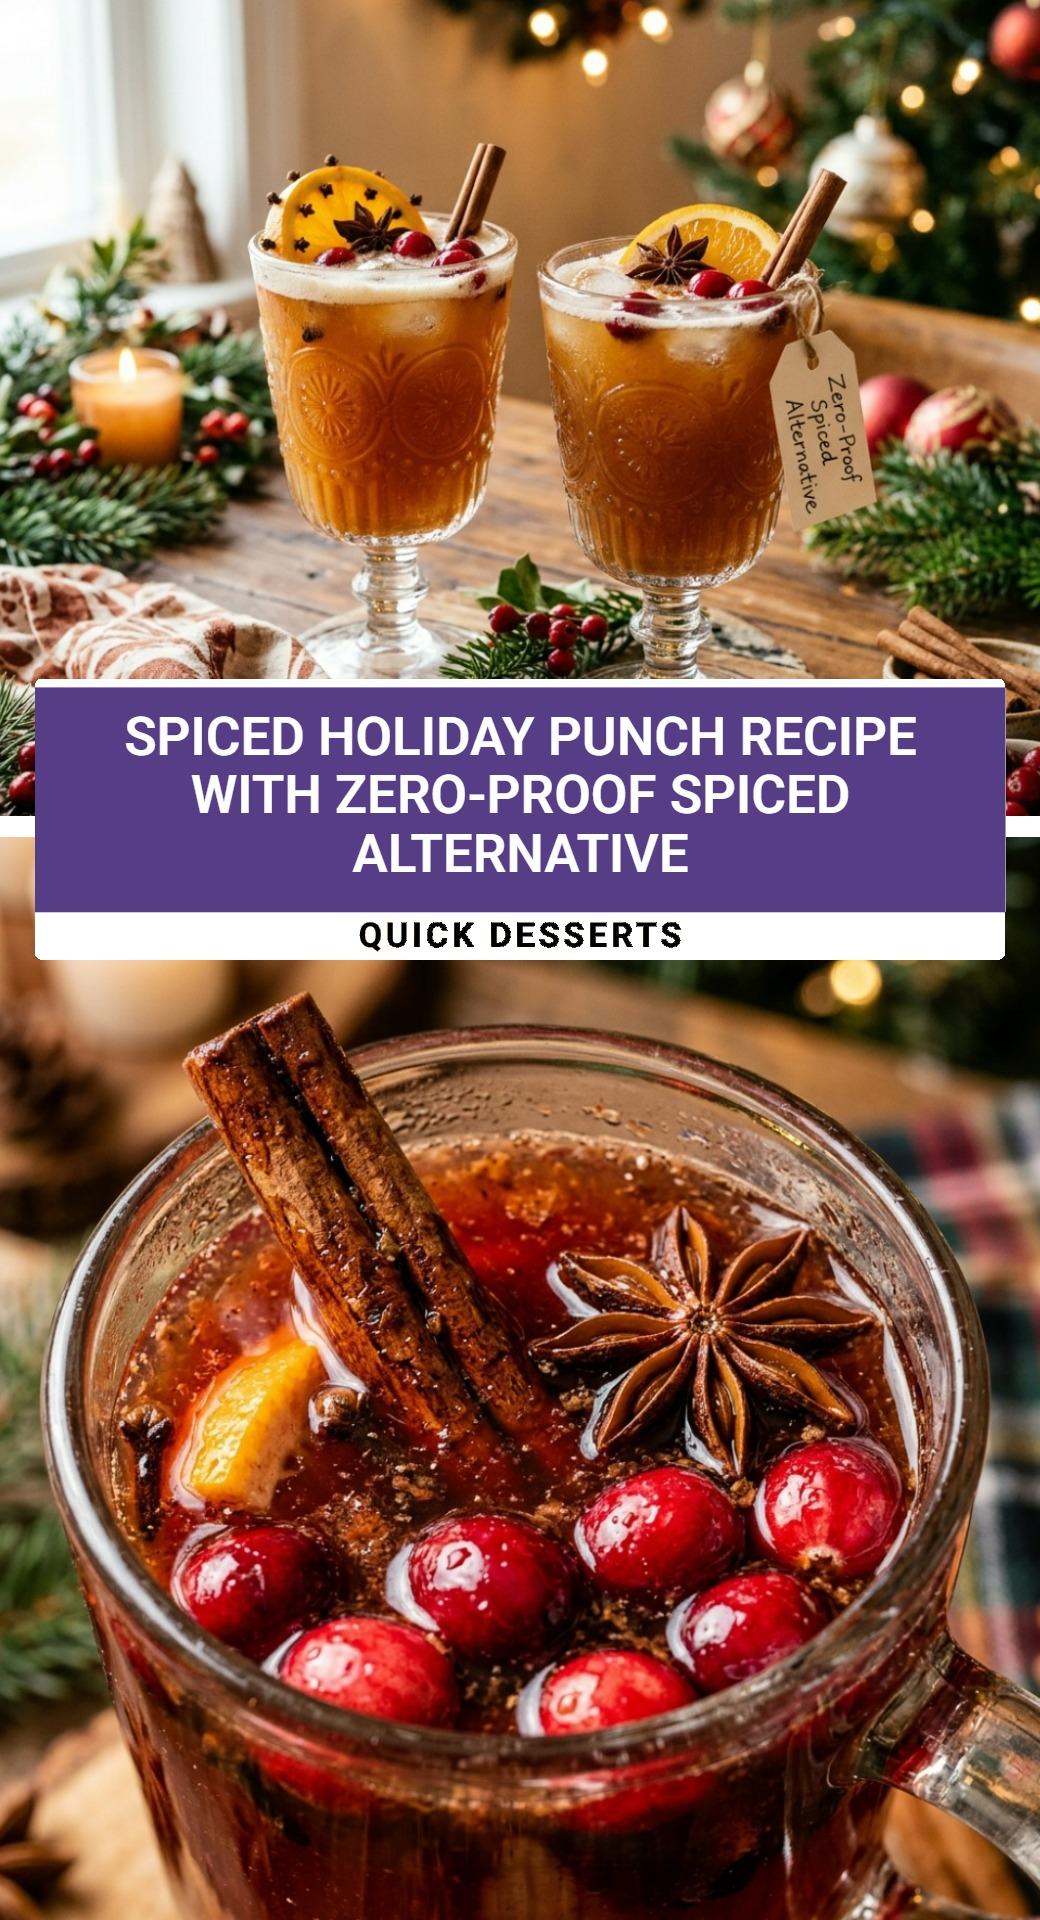 Zero-Proof
Spiced
Alternative
SPICED HOLIDAY PUNCH RECIPE
WITH ZERO-PROOF SPICED
ALTERNATIVE
QUICK DESSERTS